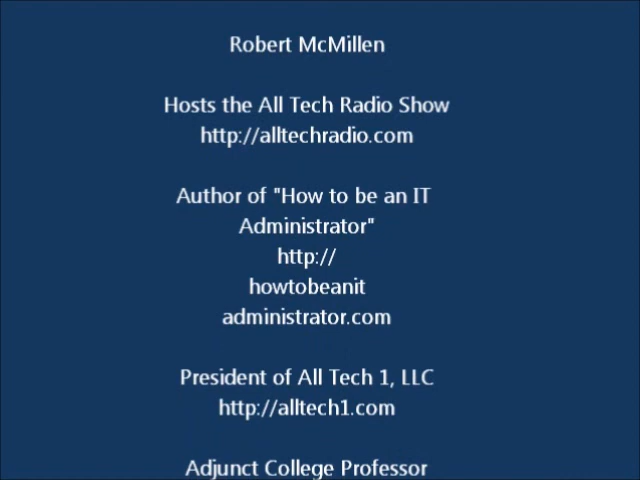 Robert McMillen
Hosts the All Tech Radio Show
http://alltechradio.com
Author of "How to be an IT
Administrator"
http://
howtobeanit
administrator.com
President of All Tech 1, LLC
http://alltech1.com
Adjunct College Professor